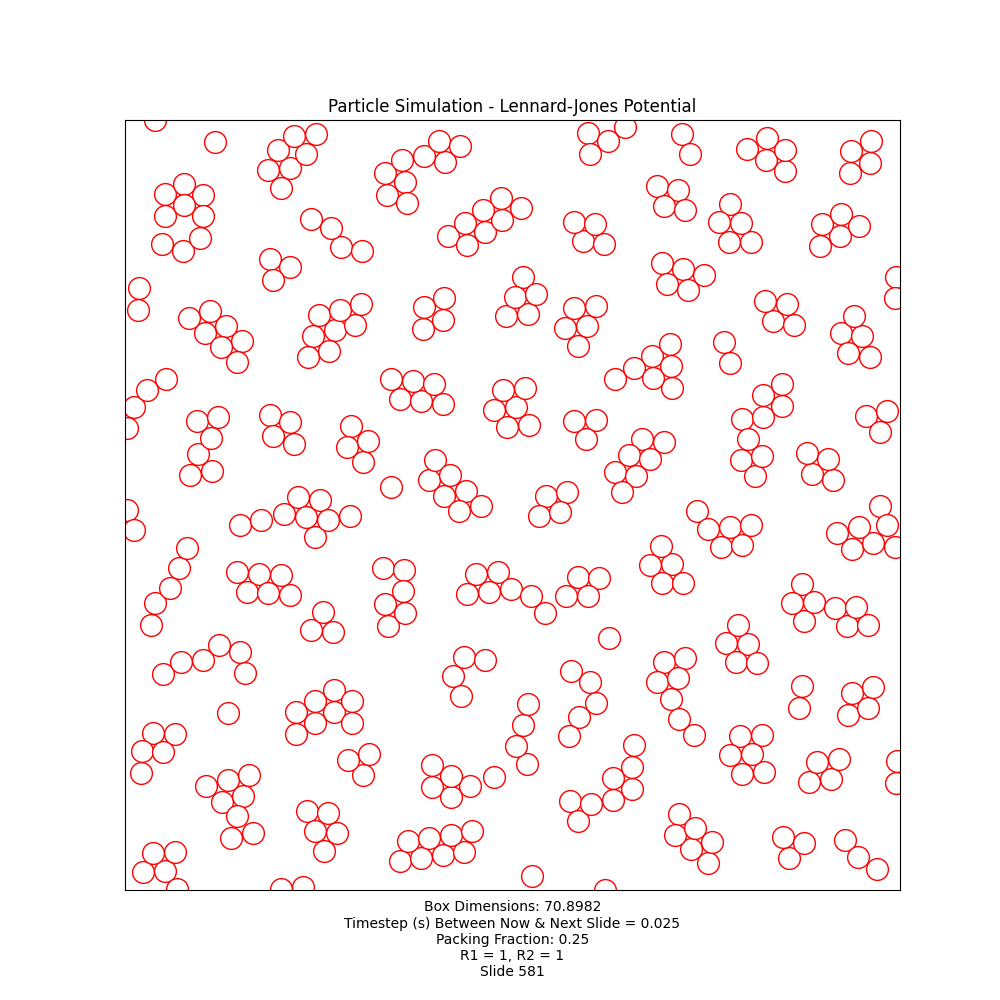 Particle Simulation - Lennard-Jones Potential
Box Dimensions: 70.8982
Timestep (s) Between Now & Next Slide = 0.025
Packing Fraction: 0.25
R1 = 1, R2 = 1
Slide 581